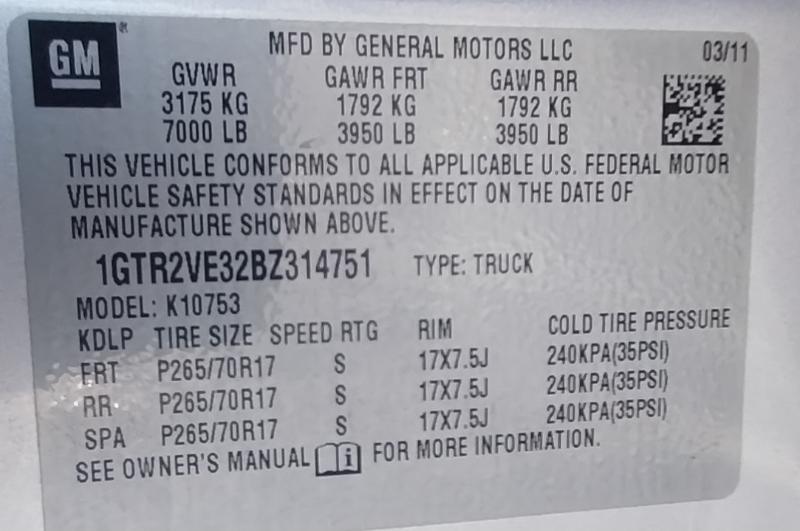 GM
MFD BY GENERAL MOTORS LLC 03/11
GVWR GAWR FRT GAWR RR
3175 KG 1792 KG 1792 KG
7000 LB 3950 LB 3950 LB
THIS VEHICLE CONFORMS TO ALL APPLICABLE U.S. FEDERAL MOTOR
VEHICLE SAFETY STANDARDS IN EFFECT ON THE DATE OF
MANUFACTURE SHOWN ABOVE.
1GTR2VE32BZ314751 TYPE: TRUCK
MODEL: K10753
KDLP TIRE SIZE SPEED RTG RIM COLD TIRE PRESSURE
FRT P265/70R17 S 17X7.5J 240KPA(35PSI)
RR P265/70R17 S 17X7.5J 240KPA(35PSI)
SPA P265/70R17 S 17X7.5J 240KPA(35PSI)
SEE OWNER'S MANUAL i FOR MORE INFORMATION.